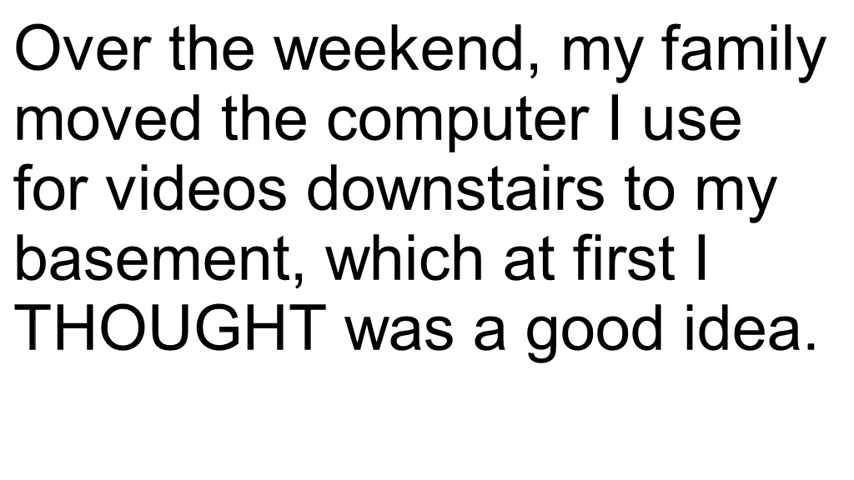 Over the weekend, my family
moved the computer I use
for videos downstairs to my
basement, which at first I
THOUGHT was a good idea.